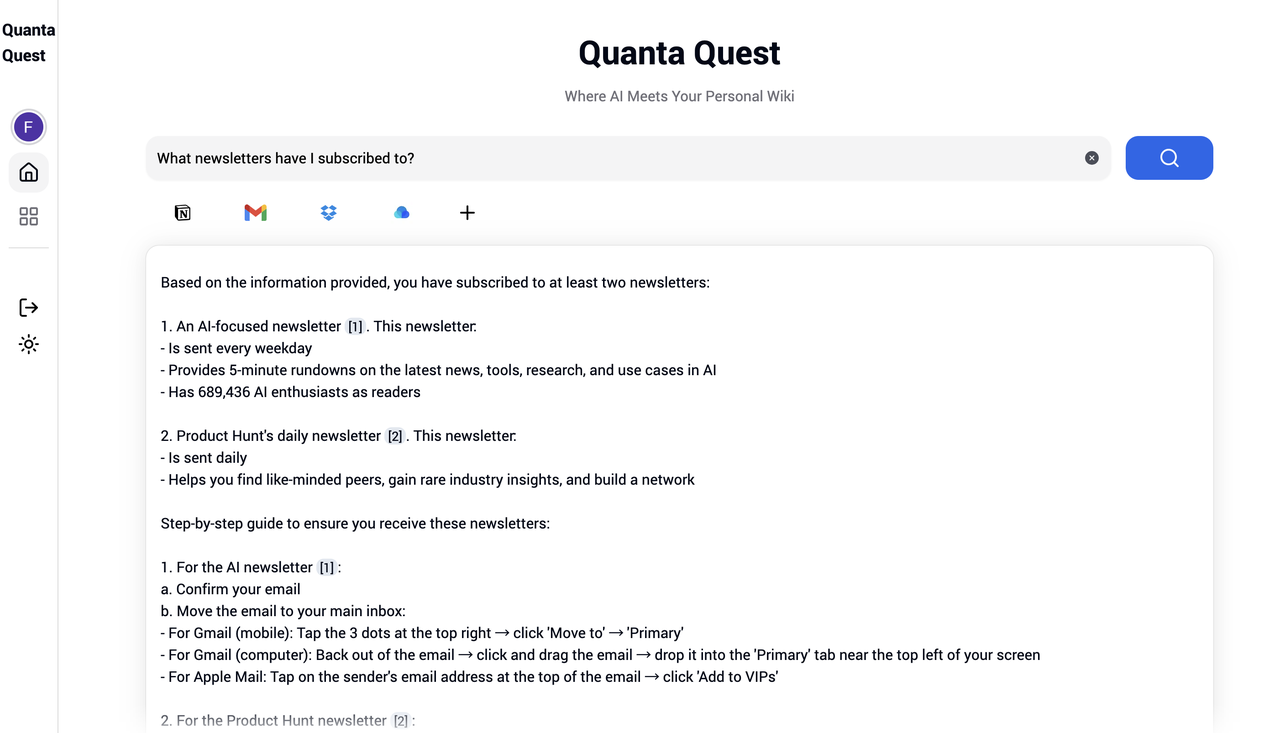 Quanta
Quest
F
Quanta Quest
Where AI Meets Your Personal Wiki
What newsletters have I subscribed to?
Based on the information provided, you have subscribed to at least two newsletters:
1. An AI-focused newsletter [1]. This newsletter:
- Is sent every weekday
- Provides 5-minute rundowns on the latest news, tools, research, and use cases in AI
- Has 689,436 AI enthusiasts as readers
2. Product Hunt's daily newsletter [2]. This newsletter:
- Is sent daily
- Helps you find like-minded peers, gain rare industry insights, and build a network
Step-by-step guide to ensure you receive these newsletters:
1. For the AI newsletter [1]:
a. Confirm your email
b. Move the email to your main inbox:
- For Gmail (mobile): Tap the 3 dots at the top right → click 'Move to' → 'Primary'
- For Gmail (computer): Back out of the email → click and drag the email → drop it into the 'Primary' tab near the top left of your screen
- For Apple Mail: Tap on the sender's email address at the top of the email → click 'Add to VIPs'
2. For the Product Hunt newsletter [2]: